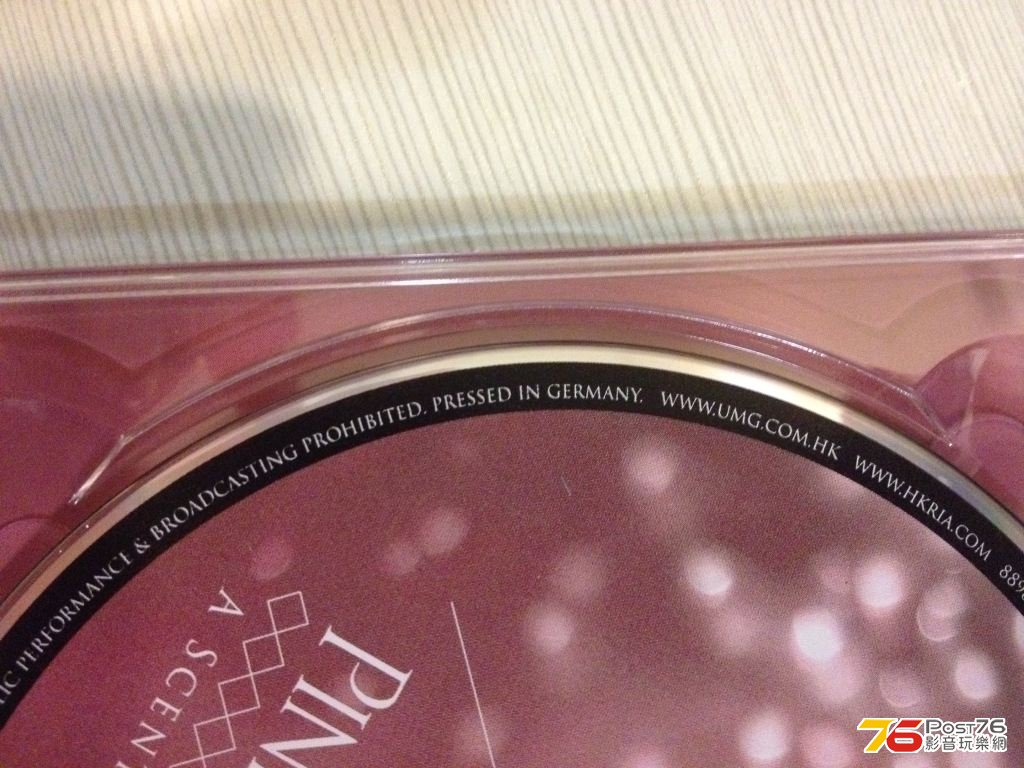 PERFORMANCE & BROADCASTING PROHIBITED. PRESSED IN GERMANY. WWW.UMG.COM.HK WWW.HKRIA.COM
A
PIN
76 POST76
影音玩樂網